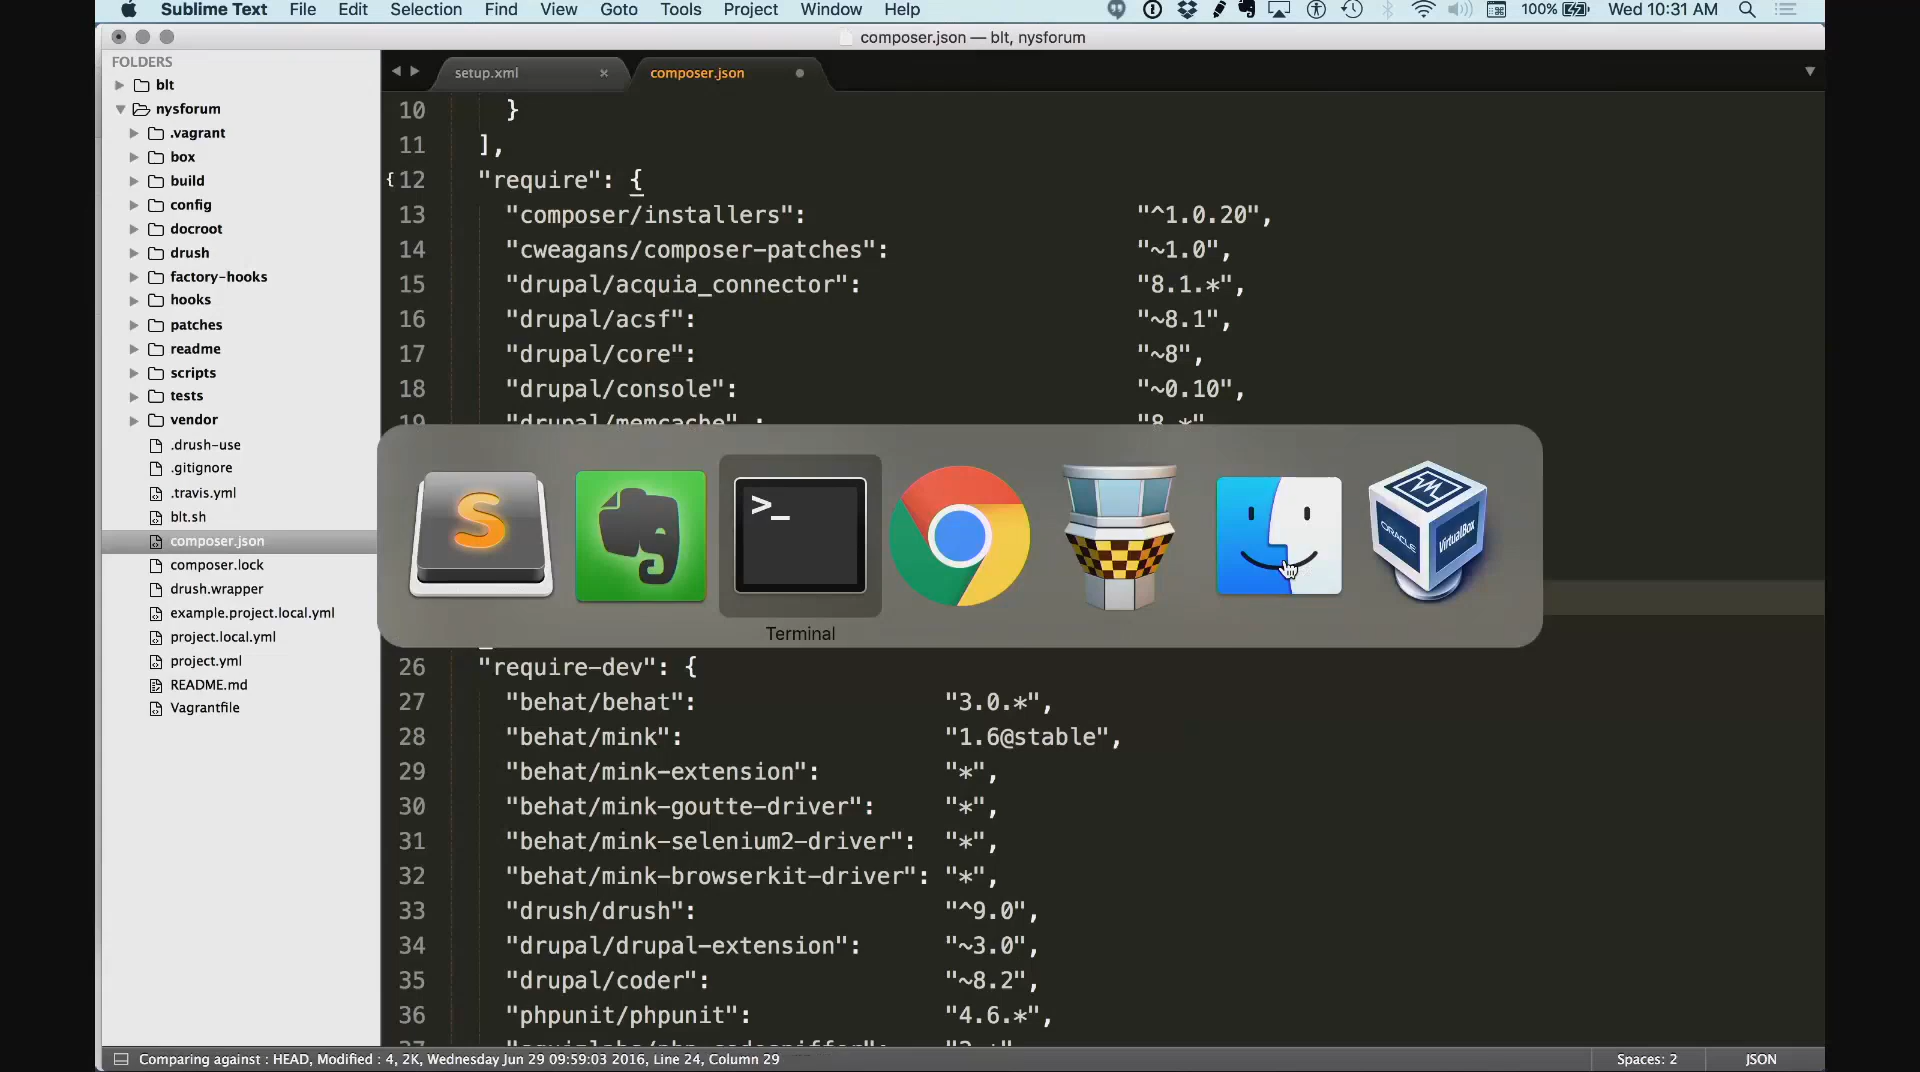 Sublime Text File Edit Selection Find View Goto Tools Project Window Help 100% Wed 10:31 AM
composer.json — blt, nysforum
FOLDERS
blt
nysforum
.vagrant
box
build
config
docroot
drush
factory-hooks
hooks
patches
readme
scripts
tests
vendor
.drush-use
.gitignore
.travis.yml
blt.sh
composer.json
composer.lock
drush.wrapper
example.project.local.yml
project.local.yml
project.yml
README.md
Vagrantfile
setup.xml composer.json
10 }
11 ],
12 "require": {
13 "composer/installers": "^1.0.20",
14 "cweagans/composer-patches": "~1.0",
15 "drupal/acquia_connector": "8.1.*",
16 "drupal/acsf": "~8.1",
17 "drupal/core": "~8",
18 "drupal/console": "~0.10",
19 "drupal/memcache" : "8.*"
>_
ORACLE
VirtualBox
Terminal
26 "require-dev": {
27 "behat/behat": "3.0.*",
28 "behat/mink": "1.6@stable",
29 "behat/mink-extension": "*",
30 "behat/mink-goutte-driver": "*",
31 "behat/mink-selenium2-driver": "*",
32 "behat/mink-browserkit-driver": "*",
33 "drush/drush": "^9.0",
34 "drupal/drupal-extension": "~3.0",
35 "drupal/coder": "~8.2",
36 "phpunit/phpunit": "4.6.*",
Comparing against : HEAD, Modified : 4, 2K, Wednesday Jun 29 09:59:03 2016, Line 24, Column 29 Spaces: 2 JSON